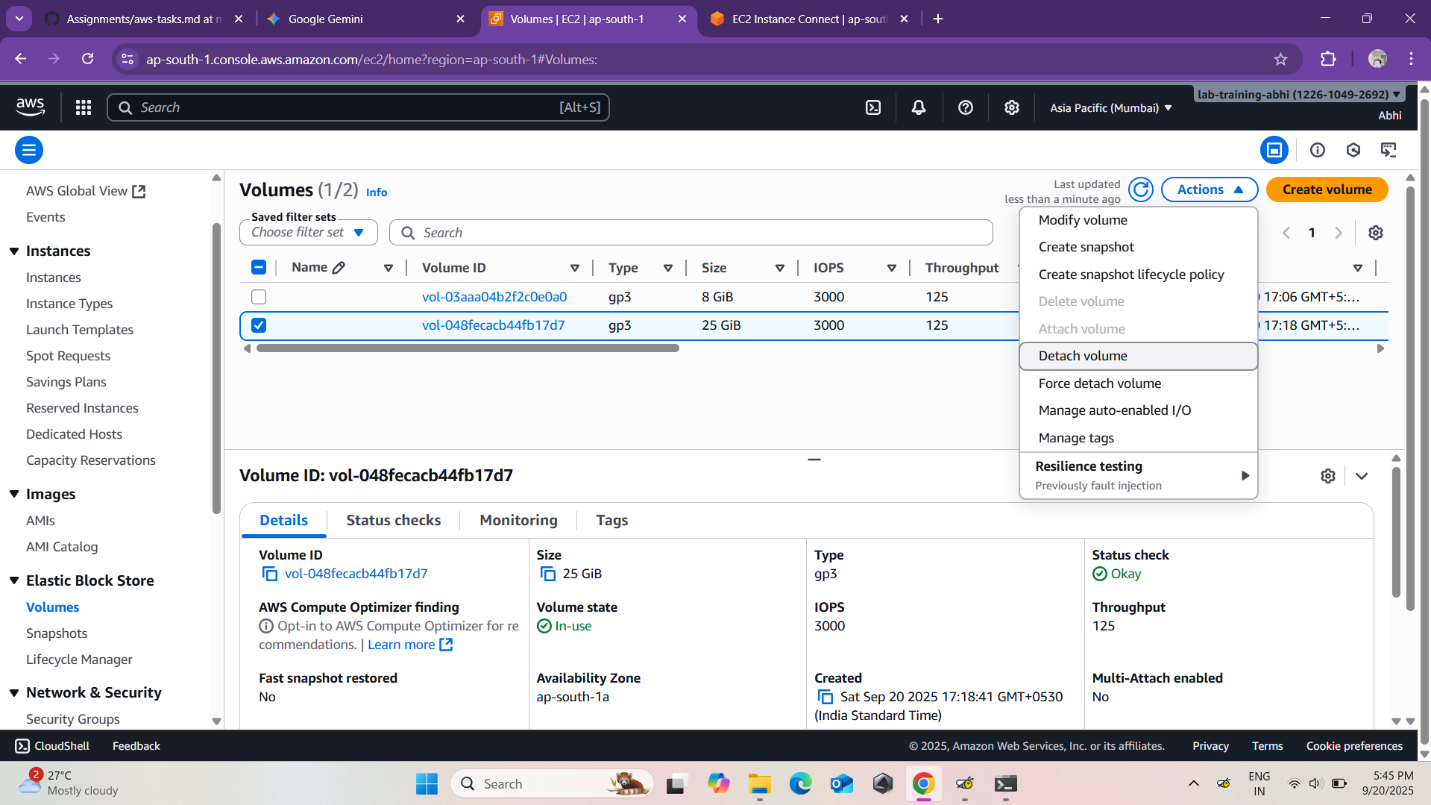 Assignments/aws-tasks.md at m
Google Gemini
Volumes | EC2 | ap-south-1
EC2 Instance Connect | ap-sout
ap-south-1.console.aws.amazon.com/ec2/home?region=ap-south-1#Volumes:
aws
Search [Alt+S]
Asia Pacific (Mumbai)
lab-training-abhi (1226-1049-2692)
Abhi
AWS Global View
Events
Instances
Instances
Instance Types
Launch Templates
Spot Requests
Savings Plans
Reserved Instances
Dedicated Hosts
Capacity Reservations
Images
AMIs
AMI Catalog
Elastic Block Store
Volumes
Snapshots
Lifecycle Manager
Network & Security
Security Groups
Volumes (1/2) Info
Last updated
less than a minute ago
Actions
Create volume
Saved filter sets
Choose filter set
Search
1
Name Volume ID Type Size IOPS Throughput
vol-03aaa04b2f2c0e0a0 gp3 8 GiB 3000 125 17:06 GMT+5:…
vol-048fecacb44fb17d7 gp3 25 GiB 3000 125 17:18 GMT+5:…
Modify volume
Create snapshot
Create snapshot lifecycle policy
Delete volume
Attach volume
Detach volume
Force detach volume
Manage auto-enabled I/O
Manage tags
Resilience testing
Previously fault injection
Volume ID: vol-048fecacb44fb17d7
Details Status checks Monitoring Tags
Volume ID
vol-048fecacb44fb17d7
Size
25 GiB
Type
gp3
Status check
Okay
AWS Compute Optimizer finding
Opt-in to AWS Compute Optimizer for re
commendations. | Learn more
Volume state
In-use
IOPS
3000
Throughput
125
Fast snapshot restored
No
Availability Zone
ap-south-1a
Created
Sat Sep 20 2025 17:18:41 GMT+0530
(India Standard Time)
Multi-Attach enabled
No
CloudShell Feedback © 2025, Amazon Web Services, Inc. or its affiliates. Privacy Terms Cookie preferences
2
27°C
Mostly cloudy
Search
ENG
IN
5:45 PM
9/20/2025